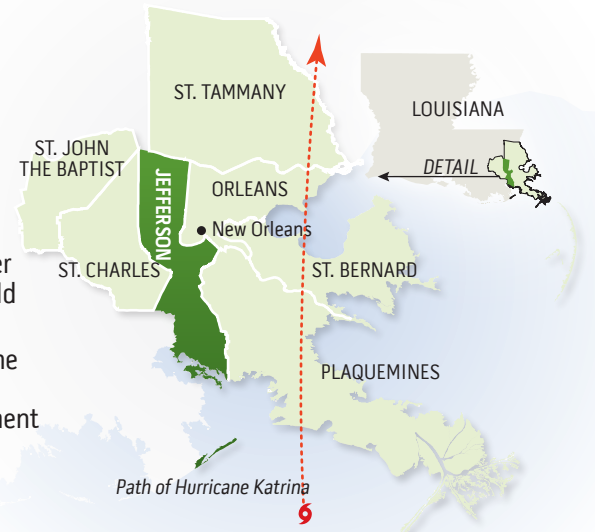 ST. TAMMANY
LOUISIANA
ST. JOHN
THE BAPTIST
DETAIL
JEFFERSON
ORLEANS
New Orleans
ST. CHARLES
ST. BERNARD
PLAQUEMINES
Path of Hurricane Katrina